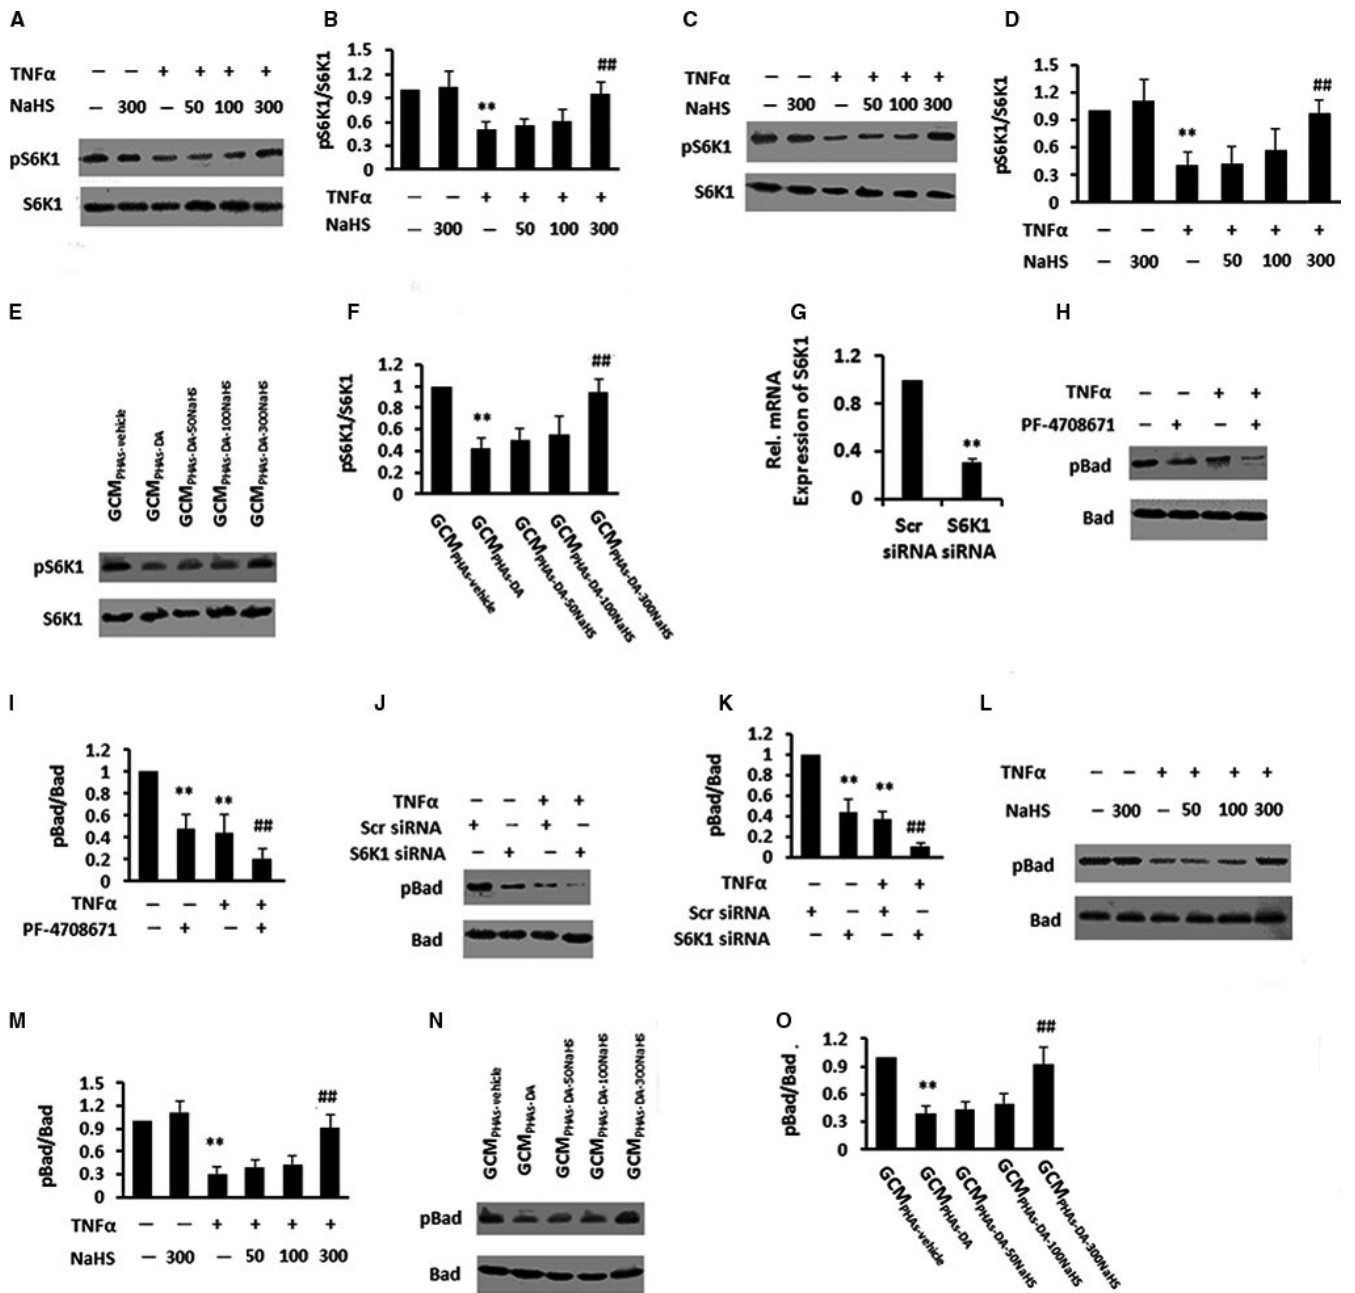 A
TNFα – – + + + +
NaHS – 300 – 50 100 300
pS6K1
S6K1
B
pS6K1/S6K1
1.5
1.2
0.9
0.6
0.3
0
**
##
TNFα – – + + + +
NaHS – 300 – 50 100 300
C
TNFα – – + + + +
NaHS – 300 – 50 100 300
pS6K1
S6K1
D
pS6K1/S6K1
1.5
1.2
0.9
0.6
0.3
0
**
##
TNFα – – + + + +
NaHS – 300 – 50 100 300
E
GCMPHAs-vehicle
GCMPHAs-DA
GCMPHAs-DA-50NaHS
GCMPHAs-DA-100NaHS
GCMPHAs-DA-300NaHS
pS6K1
S6K1
F
pS6K1/S6K1
1.2
1
0.8
0.6
0.4
0.2
0
**
##
GCMPHAs-vehicle
GCMPHAs-DA
GCMPHAs-DA-50NaHS
GCMPHAs-DA-100NaHS
GCMPHAs-DA-300NaHS
G
Rel. mRNA
Expression of S6K1
1.2
0.8
0.4
0
**
Scr S6K1
siRNA siRNA
H
TNFα – – + +
PF-4708671 – + – +
pBad
Bad
I
pBad/Bad
1.2
1
0.8
0.6
0.4
0.2
0
** **
##
TNFα – – + +
PF-4708671 – + – +
J
TNFα – – + +
Scr siRNA + – + –
S6K1 siRNA – + – +
pBad
Bad
K
pBad/Bad
1.2
1
0.8
0.6
0.4
0.2
0
** **
##
TNFα – – + +
Scr siRNA + – + –
S6K1 siRNA – + – +
L
TNFα – – + + + +
NaHS – 300 – 50 100 300
pBad
Bad
M
pBad/Bad
1.5
1.2
0.9
0.6
0.3
0
**
##
TNFα – – + + + +
NaHS – 300 – 50 100 300
N
GCMPHAs-vehicle
GCMPHAs-DA
GCMPHAs-DA-50NaHS
GCMPHAs-DA-100NaHS
GCMPHAs-DA-300NaHS
pBad
Bad
O
pBad/Bad
1.2
0.9
0.6
0.3
0
**
##
GCMPHAs-vehicle
GCMPHAs-DA
GCMPHAs-DA-50NaHS
GCMPHAs-DA-100NaHS
GCMPHAs-DA-300NaHS